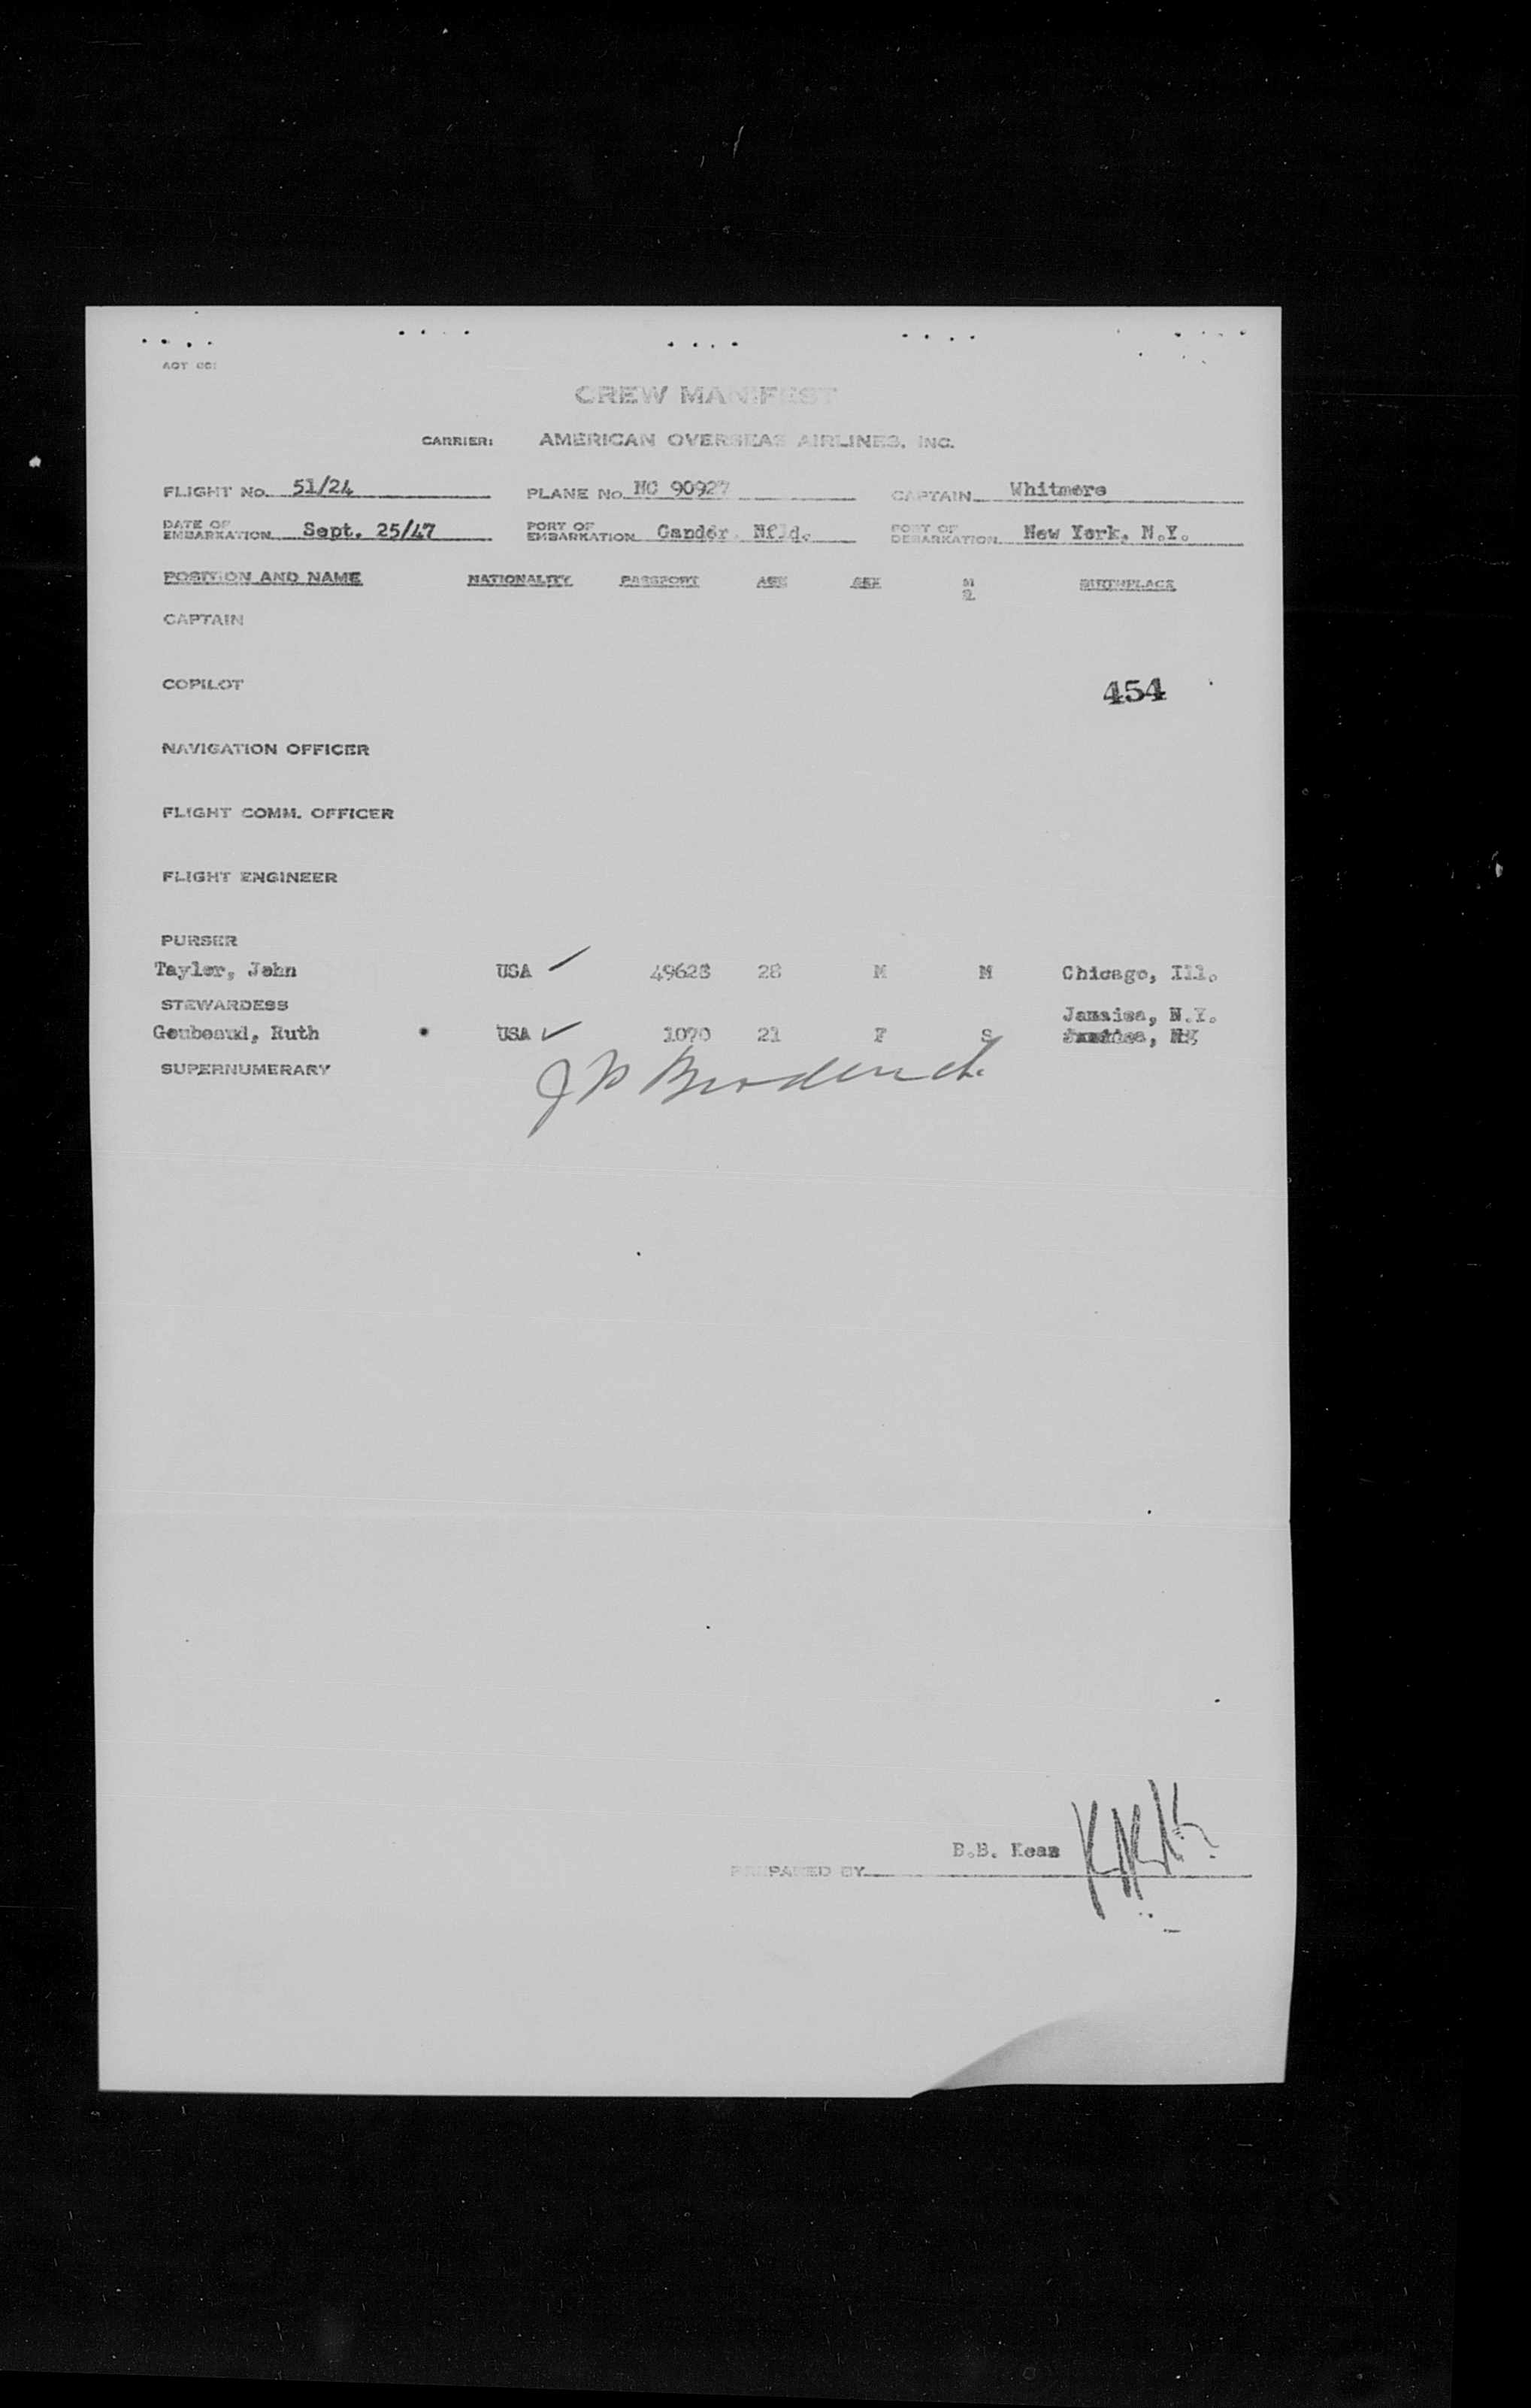 CREW MANIFEST
CARRIER: AMERICAN OVERSEAS AIRLINES, INC.
FLIGHT No. 51/24 PLANE No. NC 90927 CAPTAIN Whitmore
DATE OF EMBARKATION Sept. 25/47 PORT OF EMBARKATION Gander, Nfld. PORT OF DEBARKATION New York, N.Y.
POSITION AND NAME NATIONALITY PASSPORT AGE SEX M S BIRTHPLACE
CAPTAIN
COPILOT 454
NAVIGATION OFFICER
FLIGHT COMM. OFFICER
FLIGHT ENGINEER
PURSER
Taylor, John USA ✓ 49628 28 M M Chicago, Ill.
STEWARDESS
Jamaica, N.Y.
Ruth USA ✓ 1070 21 F S
SUPERNUMERARY
B.B. Keas
PREPARED BY